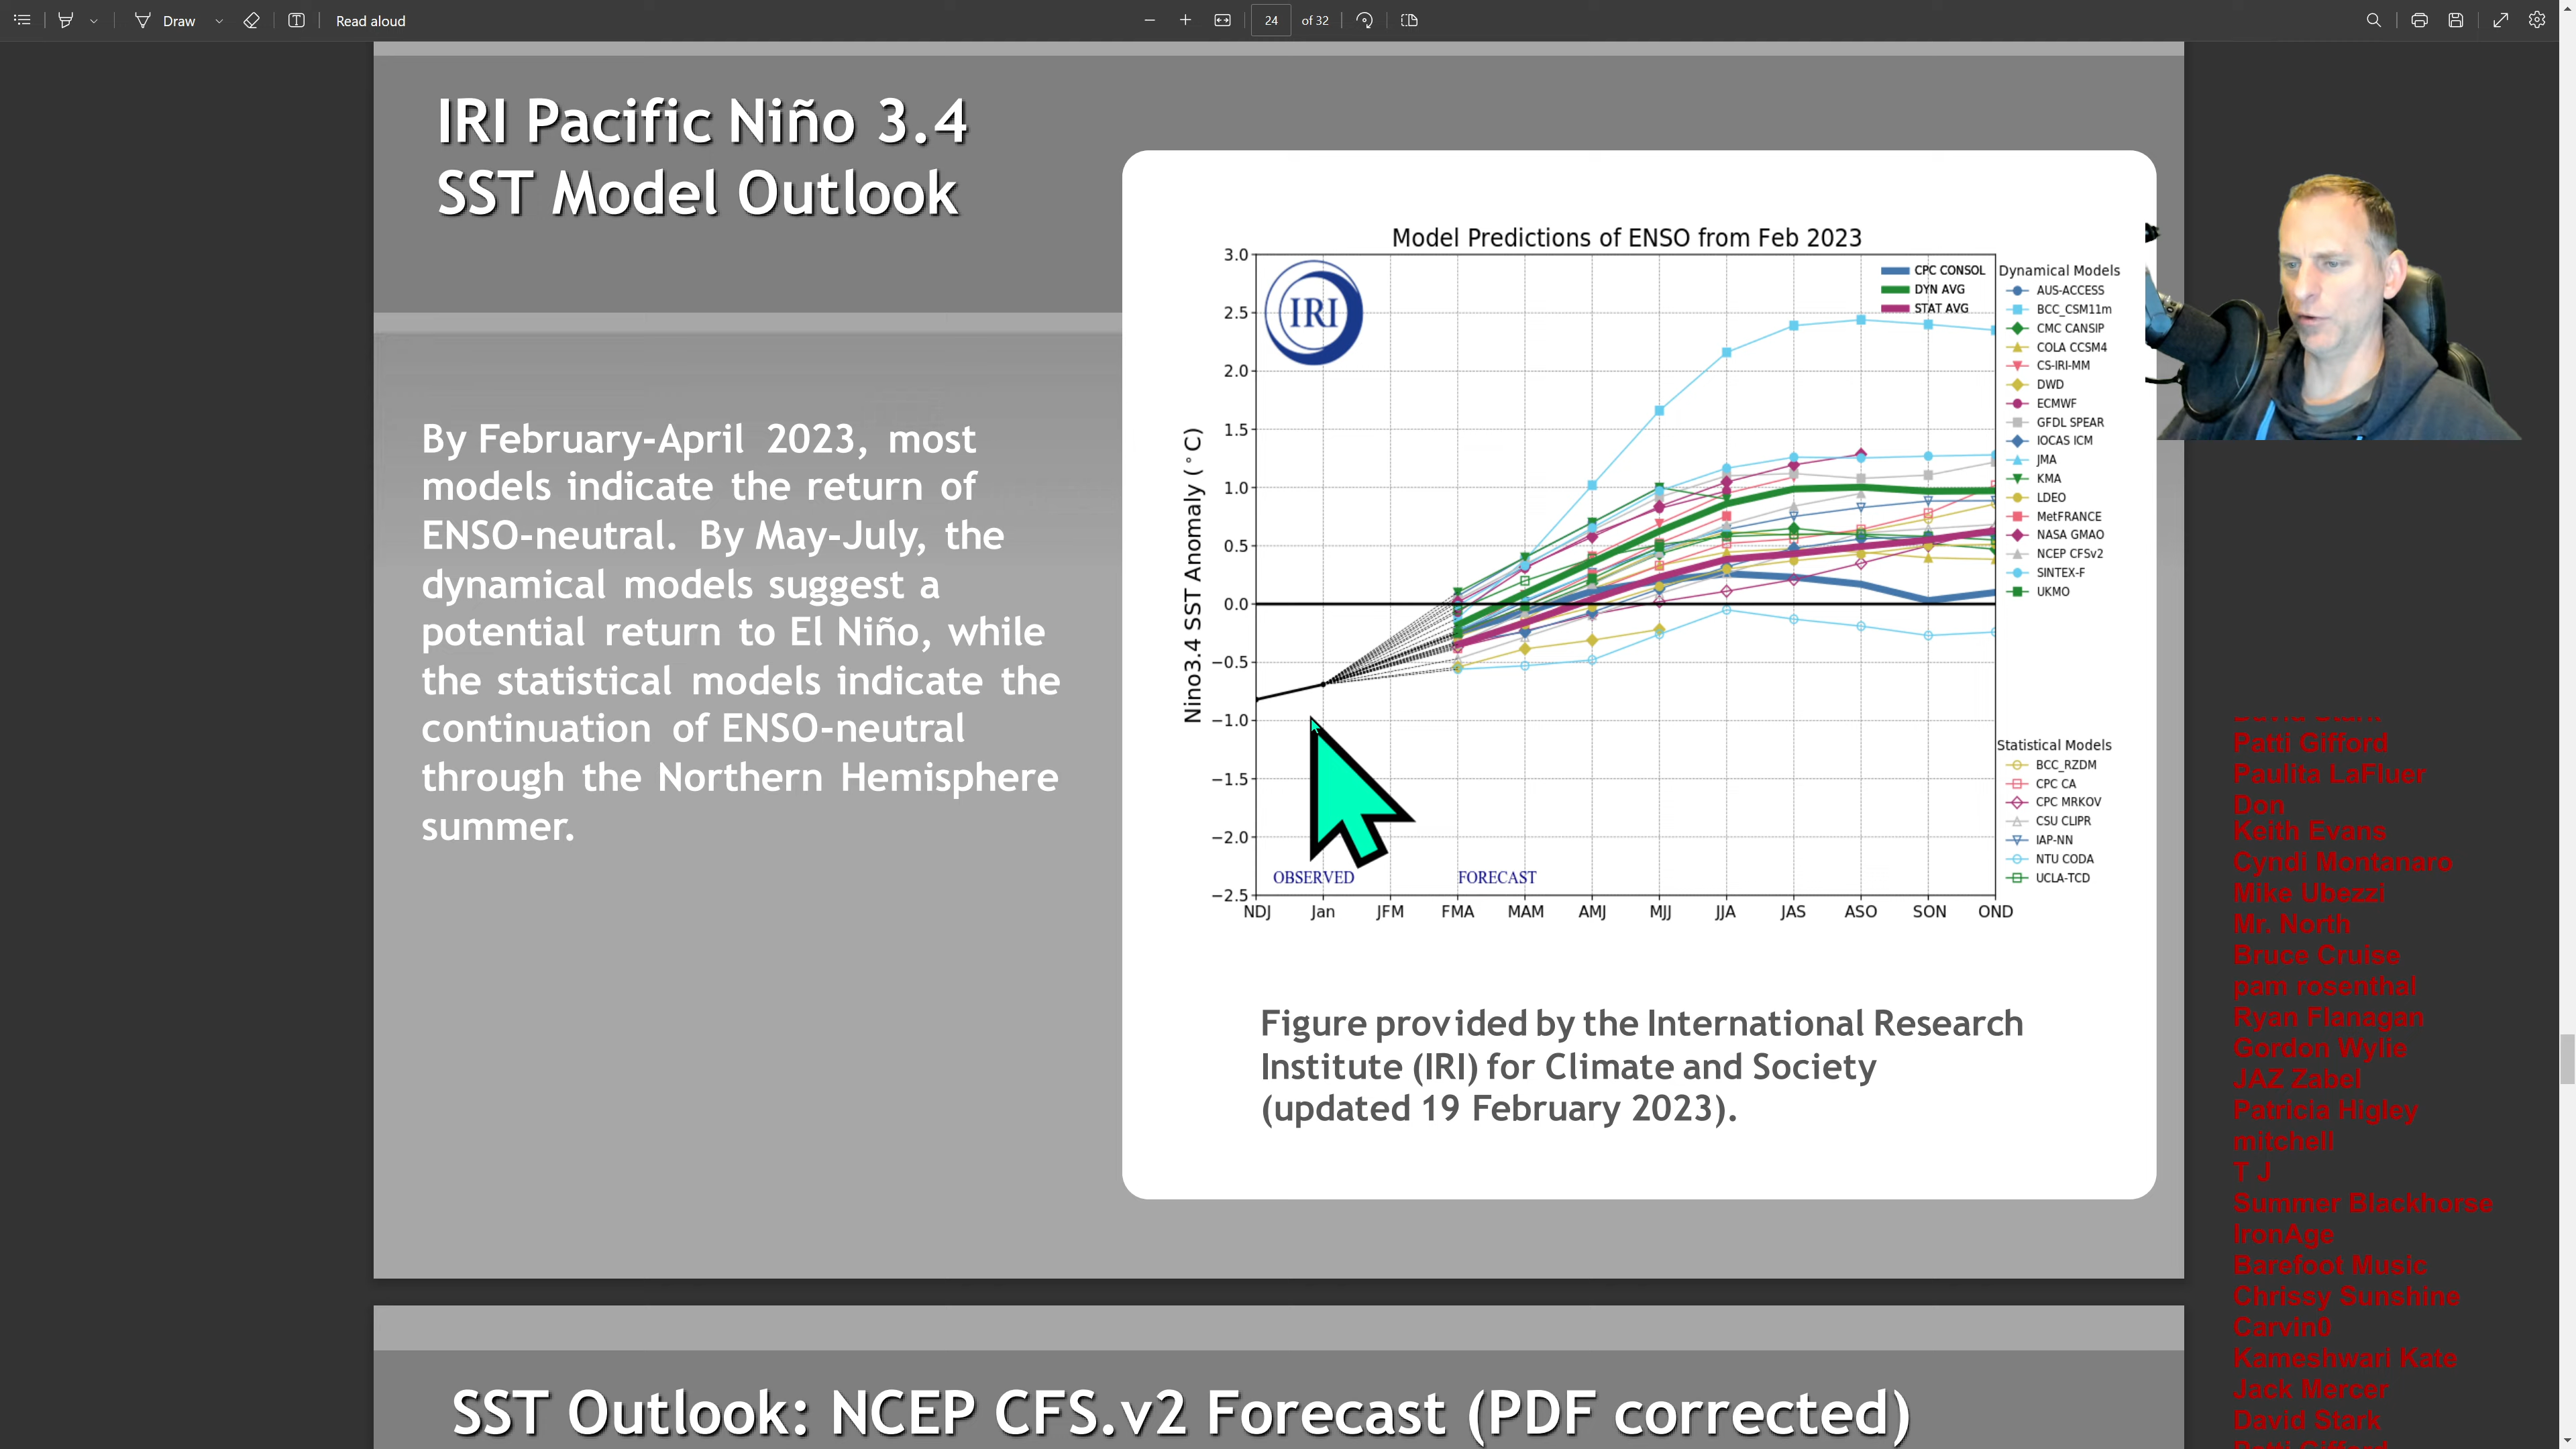 Draw
Read aloud
24
of 32
IRI Pacific Niño 3.4
SST Model Outlook
By February-April 2023, most
models indicate the return of
ENSO-neutral. By May-July, the
dynamical models suggest a
potential return to El Niño, while
the statistical models indicate the
continuation of ENSO-neutral
through the Northern Hemisphere
summer.
Model Predictions of ENSO from Feb 2023
IRI
CPC CONSOL
DYN AVG
STAT AVG
Dynamical Models
AUS-ACCESS
BCC_CSM11m
CMC CANSIP
COLA CCSM4
CS-IRI-MM
DWD
ECMWF
GFDL SPEAR
IOCAS ICM
JMA
KMA
LDEO
MetFRANCE
NASA GMAO
NCEP CFSv2
SINTEX-F
UKMO
Statistical Models
BCC_RZDM
CPC CA
CPC MRKOV
CSU CLIPR
IAP-NN
NTU CODA
UCLA-TCD
Nino3.4 SST Anomaly (°C)
3.0
2.5
2.0
1.5
1.0
0.5
0.0
−0.5
−1.0
−1.5
−2.0
−2.5
OBSERVED
FORECAST
NDJ Jan JFM FMA MAM AMJ MJJ JJA JAS ASO SON OND
Figure provided by the International Research
Institute (IRI) for Climate and Society
(updated 19 February 2023).
SST Outlook: NCEP CFS.v2 Forecast (PDF corrected)
Patti Gifford
Paulita LaFluer
Don
Keith Evans
Cyndi Montanaro
Mike Ubezzi
Mr. North
Bruce Cruise
pam rosenthal
Ryan Flanagan
Gordon Wylie
JAZ Zabel
Patricia Higley
mitchell
T J
Summer Blackhorse
IronAge
Barefoot Music
Chrissy Sunshine
Carvin0
Kameshwari Kate
Jack Mercer
David Stark